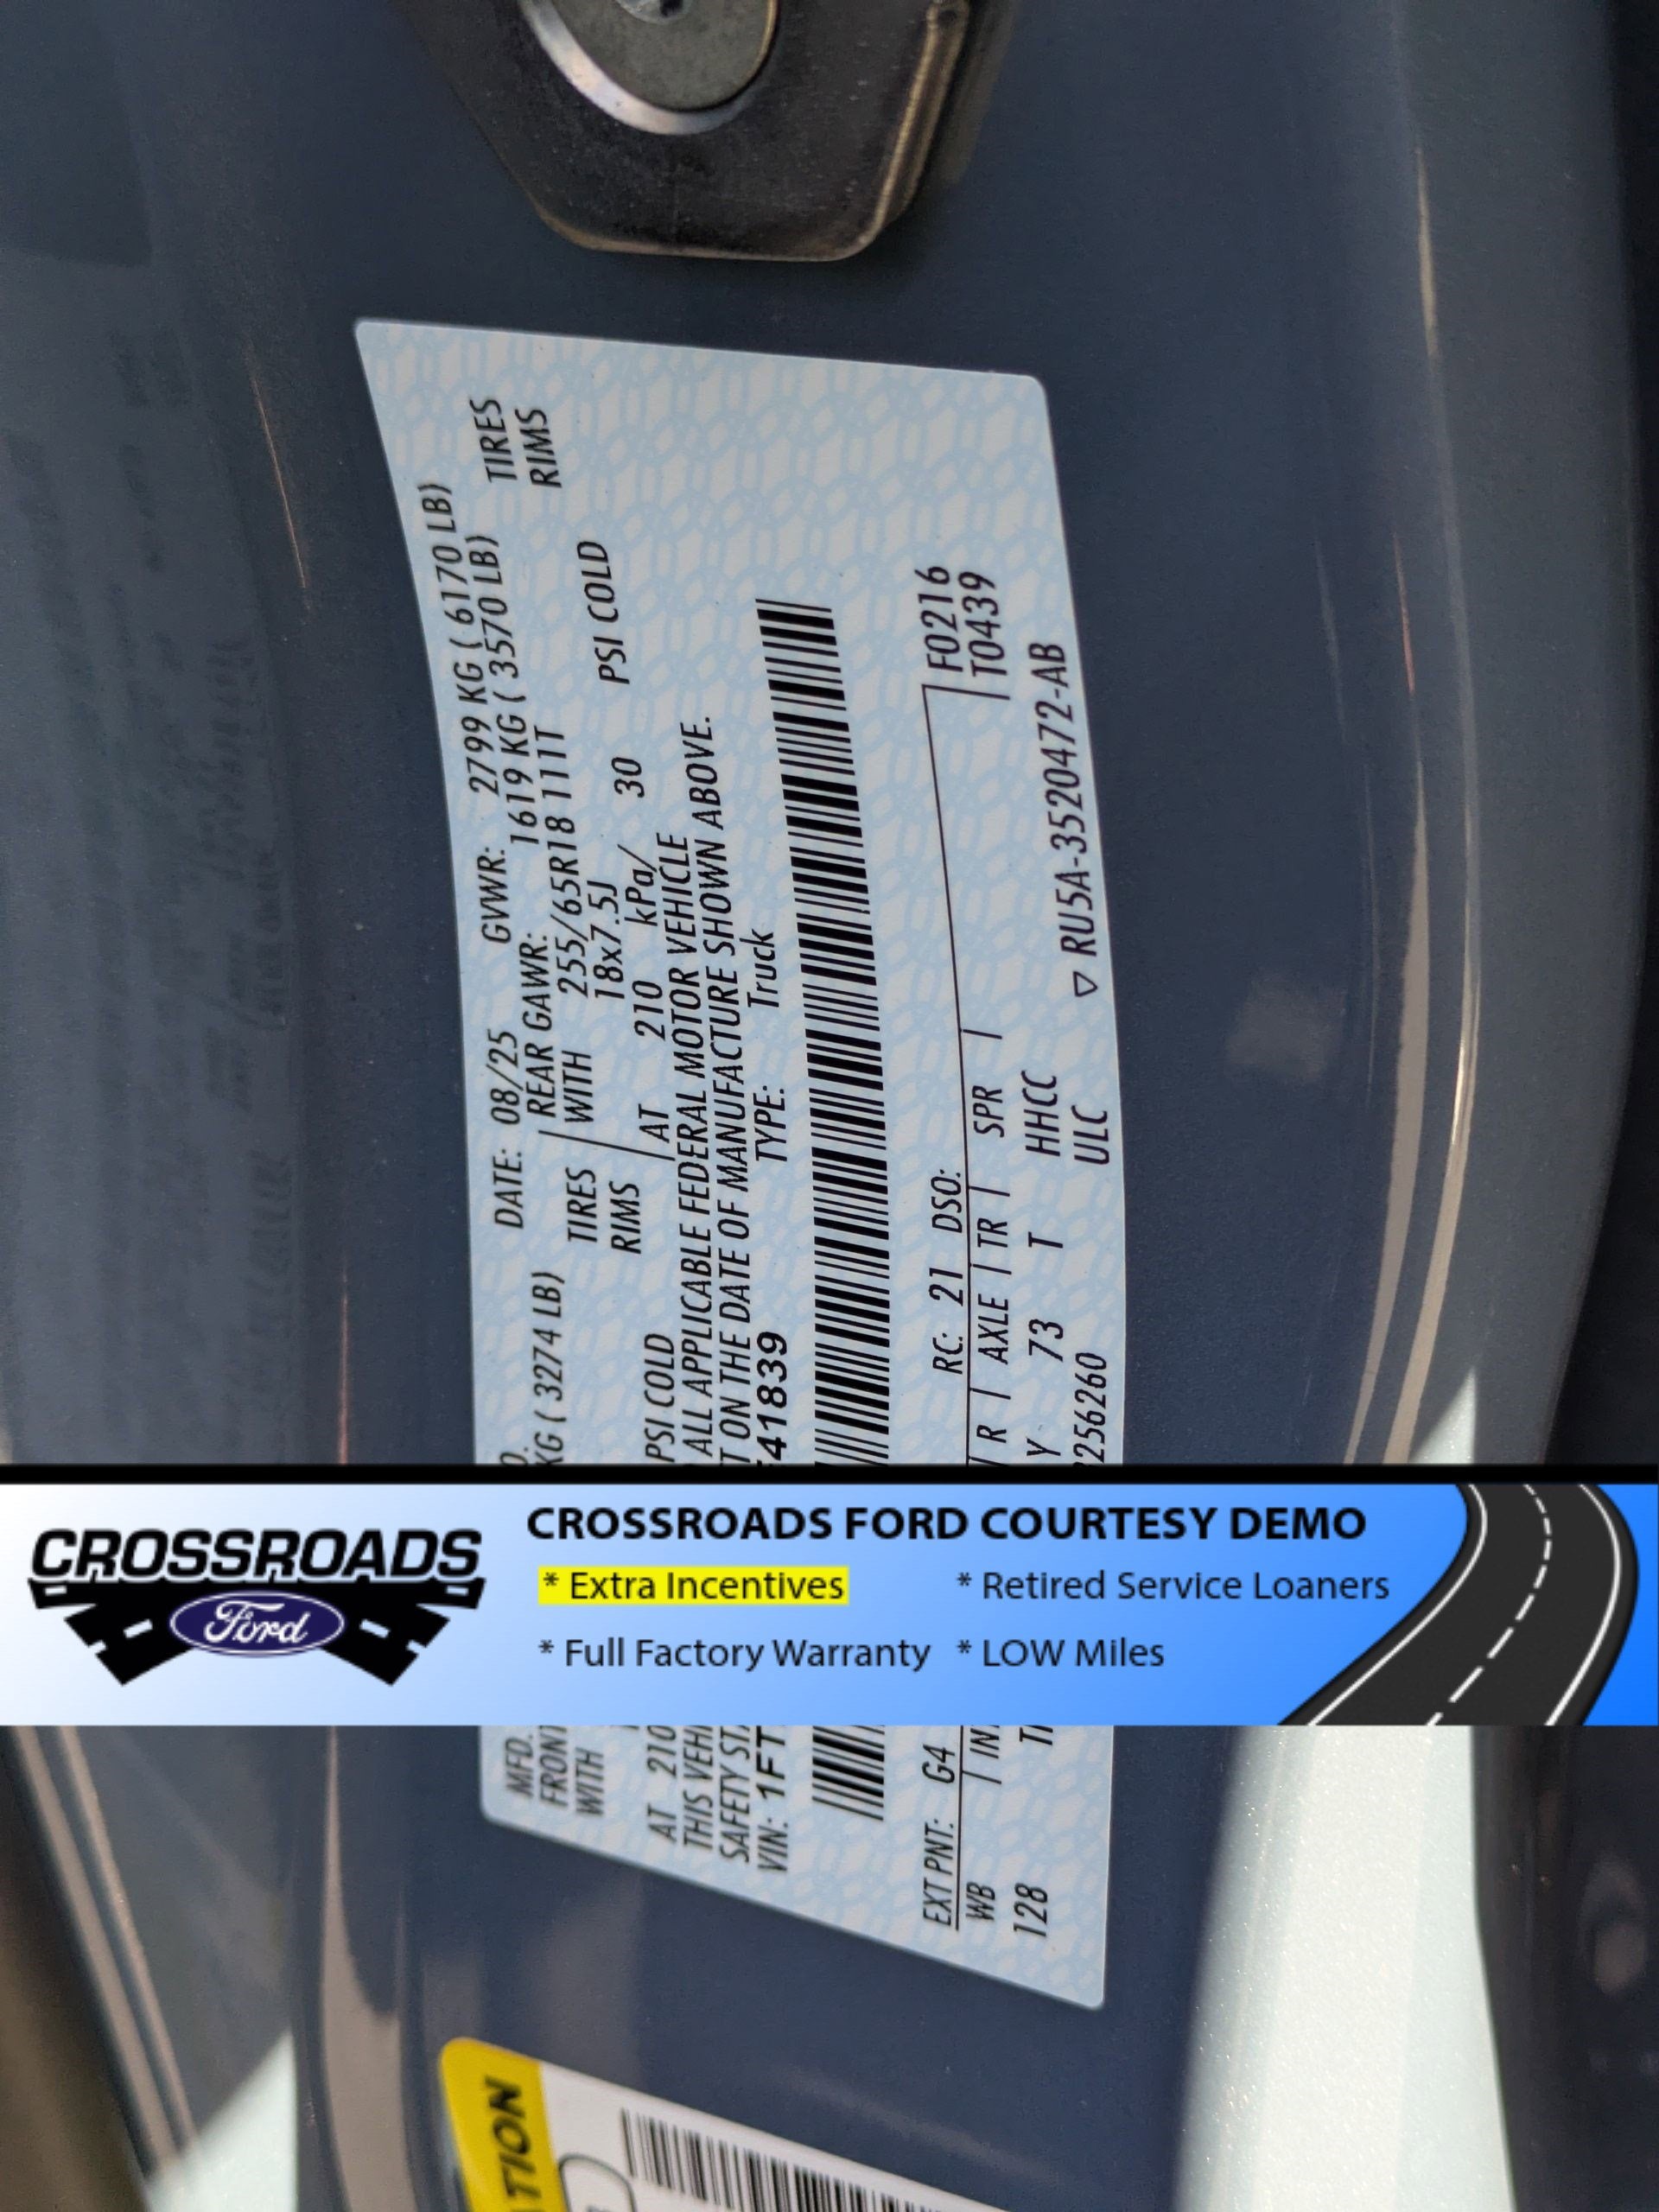 MFD.
DATE: 08/25 GVWR: 2799 KG ( 6170 LB)
FRONT
KG ( 3274 LB) REAR GAWR: 1619 KG ( 3570 LB)
WITH TIRES WITH 255/65R18 111T TIRES
RIMS 18x7.5J RIMS
AT 210 PSI COLD AT 210 kPa/ 30 PSI COLD
THIS VEHI ALL APPLICABLE FEDERAL MOTOR VEHICLE
SAFETY STA T ON THE DATE OF MANUFACTURE SHOWN ABOVE.
VIN: 1FT 41839 TYPE: Truck
EXT PNT: G4 RC: 21 DSO: F0216
WB IN R AXLE TR SPR T0439
128 Y 73 T HHCC
256260 ULC ▽ RU5A-3520472-AB
CROSSROADS
Ford
CROSSROADS FORD COURTESY DEMO
* Extra Incentives * Retired Service Loaners
* Full Factory Warranty * LOW Miles
TION